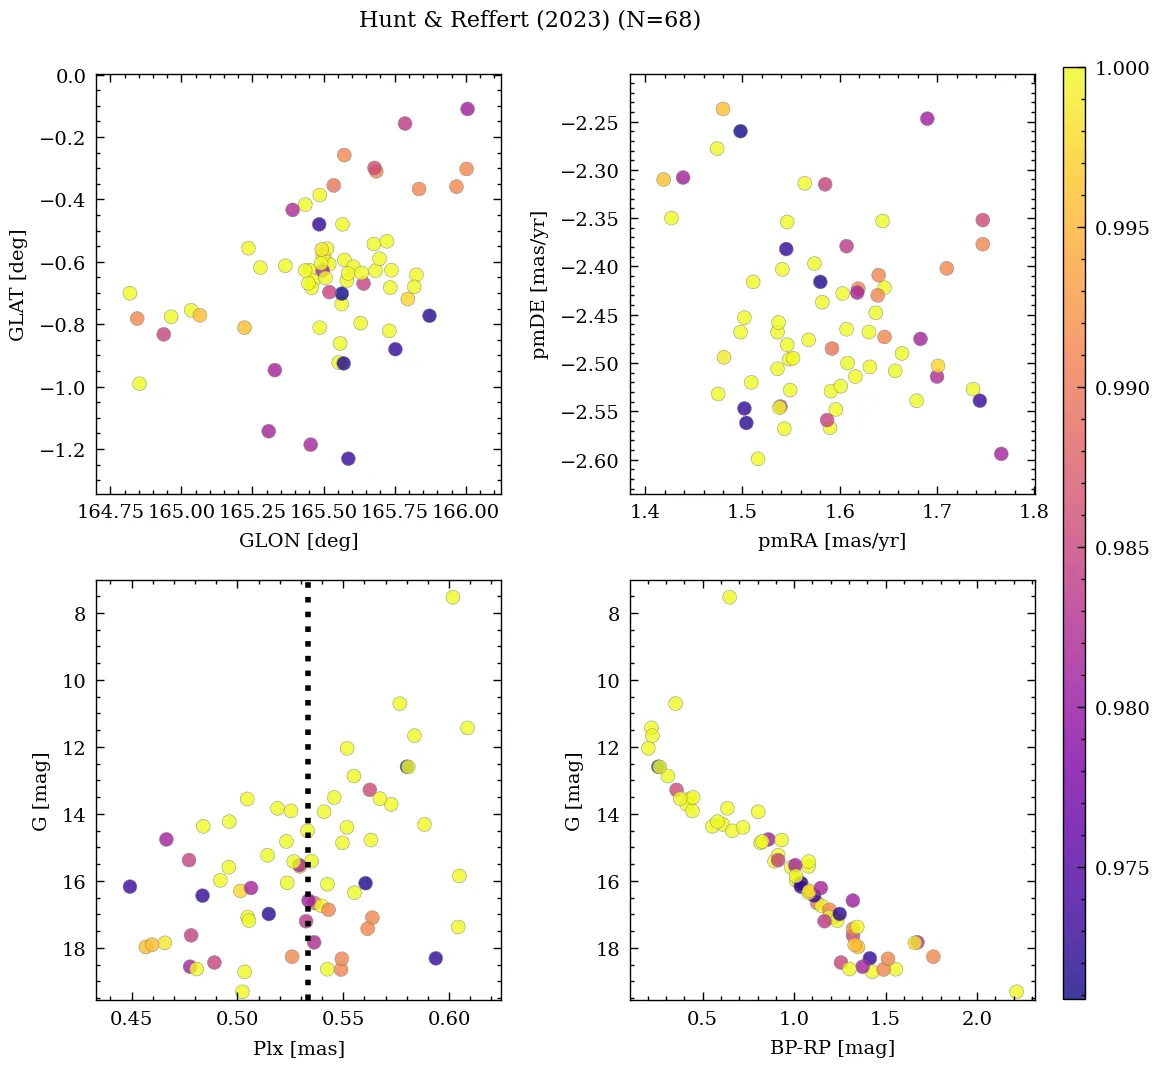 Hunt & Reffert (2023) (N=68)
0.0
−0.2
−0.4
−0.6
−0.8
−1.0
−1.2
GLAT [deg]
164.75 165.00 165.25 165.50 165.75 166.00
GLON [deg]
−2.25
−2.30
−2.35
−2.40
−2.45
−2.50
−2.55
−2.60
pmDE [mas/yr]
1.4 1.5 1.6 1.7 1.8
pmRA [mas/yr]
8
10
12
14
16
18
G [mag]
0.45 0.50 0.55 0.60
Plx [mas]
8
10
12
14
16
18
G [mag]
0.5 1.0 1.5 2.0
BP-RP [mag]
1.000
0.995
0.990
0.985
0.980
0.975